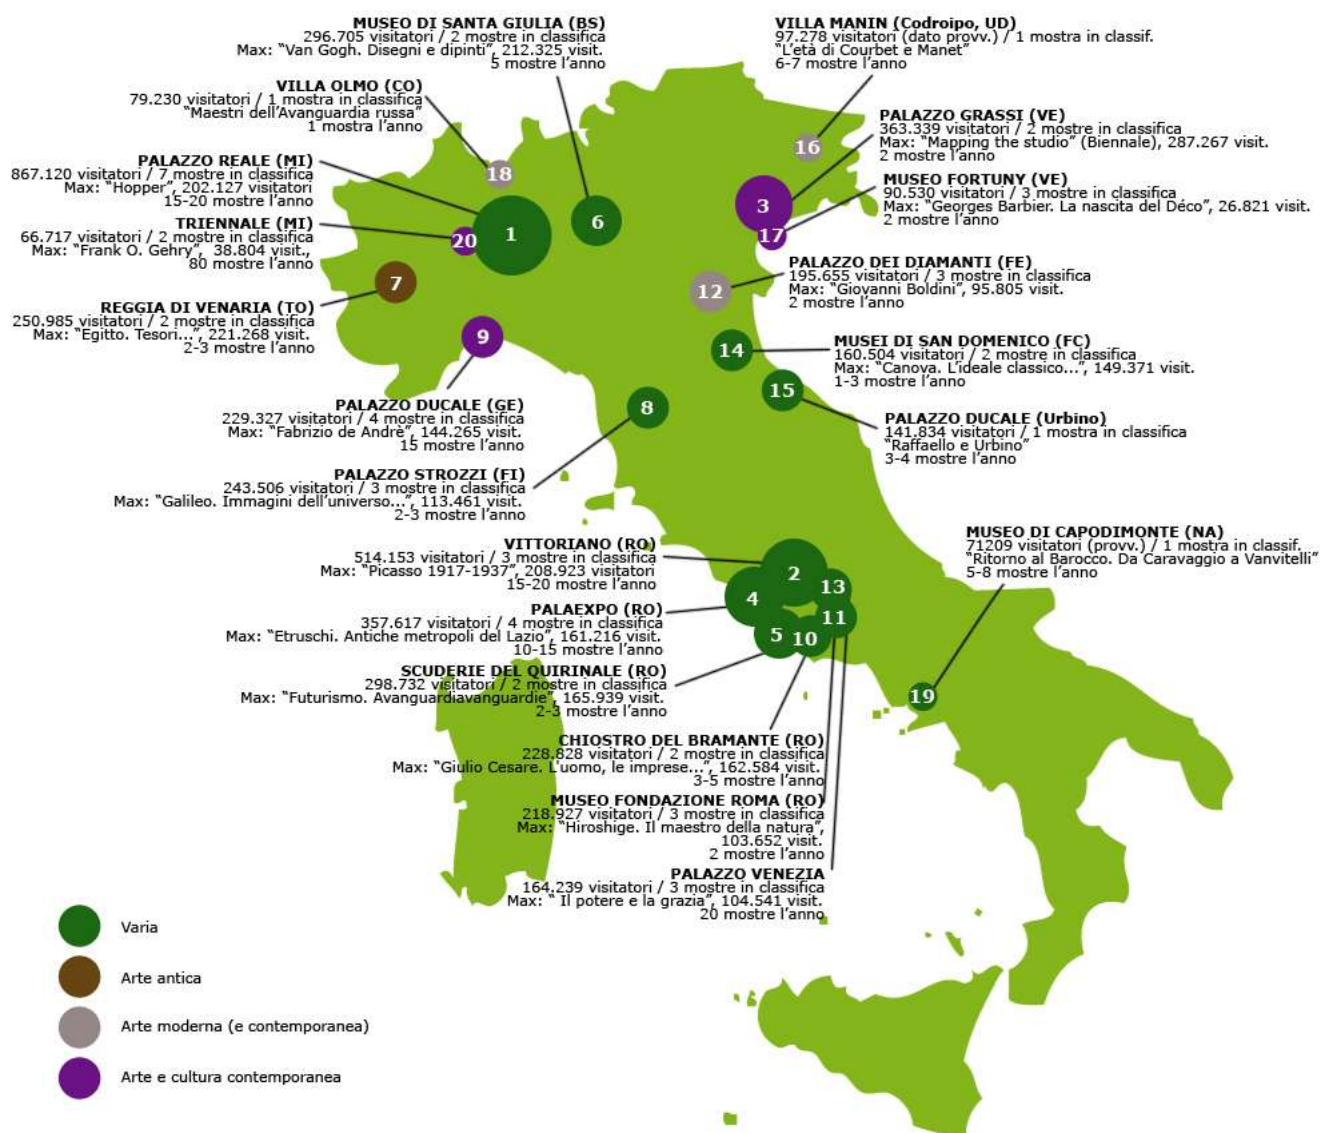 MUSEO DI SANTA GIULIA (BS)
296.705 visitatori / 2 mostre in classifica
Max: “Van Gogh. Disegni e dipinti”, 212.325 visit.
5 mostre l’anno
VILLA MANIN (Codroipo, UD)
97.278 visitatori (dato provv.) / 1 mostra in classif.
“L’età di Courbet e Manet”
6-7 mostre l’anno
VILLA OLMO (CO)
79.230 visitatori / 1 mostra in classifica
“Maestri dell’Avanguardia russa”
1 mostra l’anno
PALAZZO GRASSI (VE)
363.339 visitatori / 2 mostre in classifica
Max: “Mapping the studio” (Biennale), 287.267 visit.
2 mostre l’anno
PALAZZO REALE (MI)
867.120 visitatori / 7 mostre in classifica
Max: “Hopper”, 202.127 visitatori
15-20 mostre l’anno
MUSEO FORTUNY (VE)
90.530 visitatori / 3 mostre in classifica
Max: “Georges Barbier. La nascita del Déco”, 26.821 visit.
2 mostre l’anno
TRIENNALE (MI)
66.717 visitatori / 2 mostre in classifica
Max: “Frank O. Gehry”, 38.804 visit.,
80 mostre l’anno
PALAZZO DEI DIAMANTI (FE)
195.655 visitatori / 3 mostre in classifica
Max: “Giovanni Boldini”, 95.805 visit.
2 mostre l’anno
REGGIA DI VENARIA (TO)
250.985 visitatori / 2 mostre in classifica
Max: “Egitto. Tesori...”, 221.268 visit.
2-3 mostre l’anno
MUSEI DI SAN DOMENICO (FC)
160.504 visitatori / 2 mostre in classifica
Max: “Canova. L’ideale classico...”, 149.371 visit.
1-3 mostre l’anno
PALAZZO DUCALE (GE)
229.327 visitatori / 4 mostre in classifica
Max: “Fabrizio de Andrè”, 144.265 visit.
15 mostre l’anno
PALAZZO DUCALE (Urbino)
141.834 visitatori / 1 mostra in classifica
“Raffaello e Urbino”
3-4 mostre l’anno
PALAZZO STROZZI (FI)
243.506 visitatori / 3 mostre in classifica
Max: “Galileo. Immagini dell’universo...”, 113.461 visit.
2-3 mostre l’anno
MUSEO DI CAPODIMONTE (NA)
71209 visitatori (provv.) / 1 mostra in classif.
“Ritorno al Barocco. Da Caravaggio a Vanvitelli”
5-8 mostre l’anno
VITTORIANO (RO)
514.153 visitatori / 3 mostre in classifica
Max: “Picasso 1917-1937”, 208.923 visitatori
15-20 mostre l’anno
PALAEXPO (RO)
357.617 visitatori / 4 mostre in classifica
Max: “Etruschi. Antiche metropoli del Lazio”, 161.216 visit.
10-15 mostre l’anno
SCUDERIE DEL QUIRINALE (RO)
298.732 visitatori / 2 mostre in classifica
Max: “Futurismo. Avanguardiavanguardie”, 165.939 visit.
2-3 mostre l’anno
CHIOSTRO DEL BRAMANTE (RO)
228.828 visitatori / 2 mostre in classifica
Max: “Giulio Cesare. L’uomo, le imprese...”, 162.584 visit.
3-5 mostre l’anno
MUSEO FONDAZIONE ROMA (RO)
218.927 visitatori / 3 mostre in classifica
Max: “Hiroshige. Il maestro della natura”,
103.652 visit.
2 mostre l’anno
PALAZZO VENEZIA
164.239 visitatori / 3 mostre in classifica
Max: “ Il potere e la grazia”, 104.541 visit.
20 mostre l’anno
16
18
3
6
1
17
20
7
12
9
14
15
8
2
13
4
11
5
10
19
Varia
Arte antica
Arte moderna (e contemporanea)
Arte e cultura contemporanea